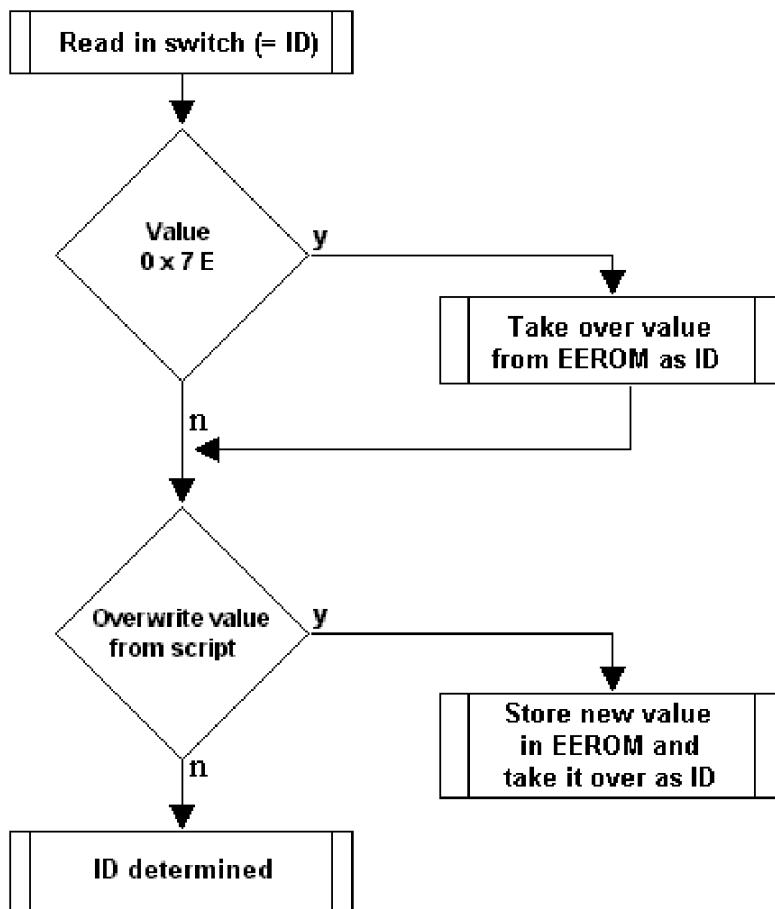 Read in switch (= ID)
Value
0 x 7 E
y
Take over value
from EEROM as ID
n
Overwrite value
from script
y
Store new value
in EEROM and
take it over as ID
n
ID determined